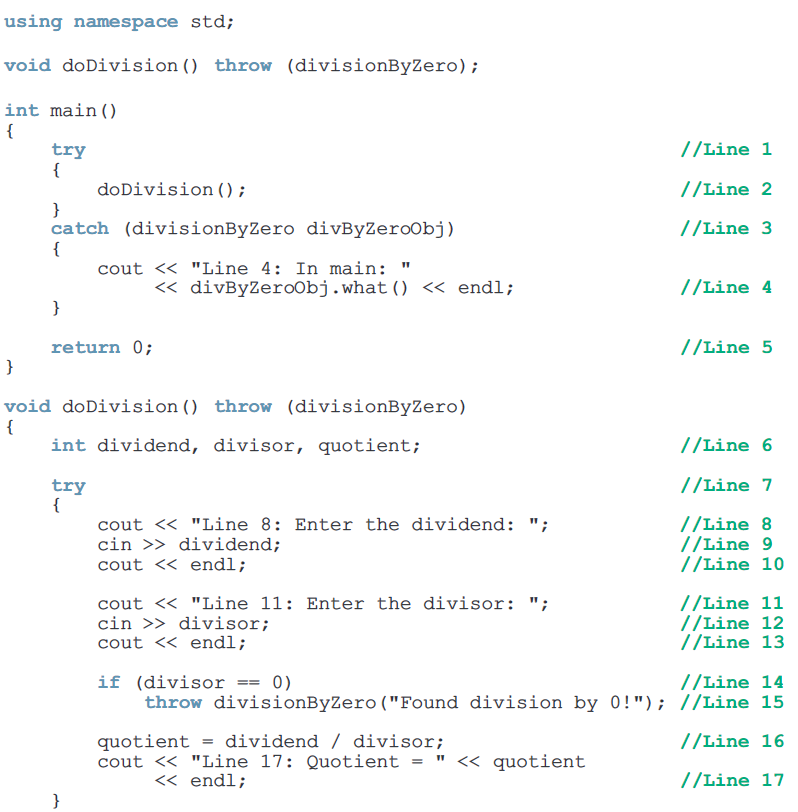 using namespace std;
void doDivision() throw (divisionByZero);
int main()
{
    try                                                    //Line 1
    {
        doDivision();                                      //Line 2
    }
    catch (divisionByZero divByZeroObj)                    //Line 3
    {
        cout << "Line 4: In main: "
             << divByZeroObj.what() << endl;               //Line 4
    }
    return 0;                                              //Line 5
}
void doDivision() throw (divisionByZero)
{
    int dividend, divisor, quotient;                       //Line 6
    try                                                    //Line 7
    {
        cout << "Line 8: Enter the dividend: ";            //Line 8
        cin >> dividend;                                   //Line 9
        cout << endl;                                      //Line 10
        cout << "Line 11: Enter the divisor: ";            //Line 11
        cin >> divisor;                                    //Line 12
        cout << endl;                                      //Line 13
        if (divisor == 0)                                  //Line 14
            throw divisionByZero("Found division by 0!");  //Line 15
        quotient = dividend / divisor;                     //Line 16
        cout << "Line 17: Quotient = " << quotient
             << endl;                                      //Line 17
    }